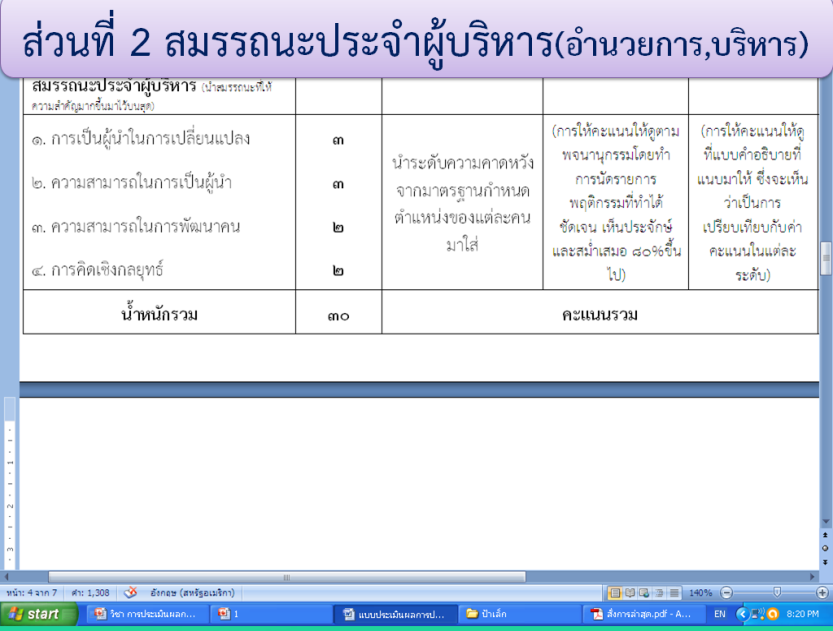 ส่วนที่ 2 สมรรถนะประจำผู้บริหาร(อำนวยการ,บริหาร)
สมรรถนะประจำผู้บริหาร (นำสมรรถนะที่ให้
ความสำคัญมากขึ้นมาไว้บนสุด)
๑. การเป็นผู้นำในการเปลี่ยนแปลง
๓
๒. ความสามารถในการเป็นผู้นำ
๓
๓. ความสามารถในการพัฒนาคน
๒
๔. การคิดเชิงกลยุทธ์
๒
นำระดับความคาดหวัง
จากมาตรฐานกำหนด
ตำแหน่งของแต่ละคน
มาใส่
(การให้คะแนนให้ดูตาม
พจนานุกรมโดยทำ
การนัดรายการ
พฤติกรรมที่ทำได้
ชัดเจน เห็นประจักษ์
และสม่ำเสมอ ๘๐%ขึ้น
ไป)
(การให้คะแนนให้ดู
ที่แบบคำอธิบายที่
แนบมาให้ ซึ่งจะเห็น
ว่าเป็นการ
เปรียบเทียบกับค่า
คะแนนในแต่ละ
ระดับ)
น้ำหนักรวม
๓๐
คะแนนรวม
หน้า: 4 จาก 7 คำ: 1,308 อังกฤษ (สหรัฐอเมริกา) 140%
start วิชา การประเมินผลก... 1 แบบประเมินผลการป... ป้าเล็ก สั่งการล่าสุด.pdf - A... EN 8:20 PM